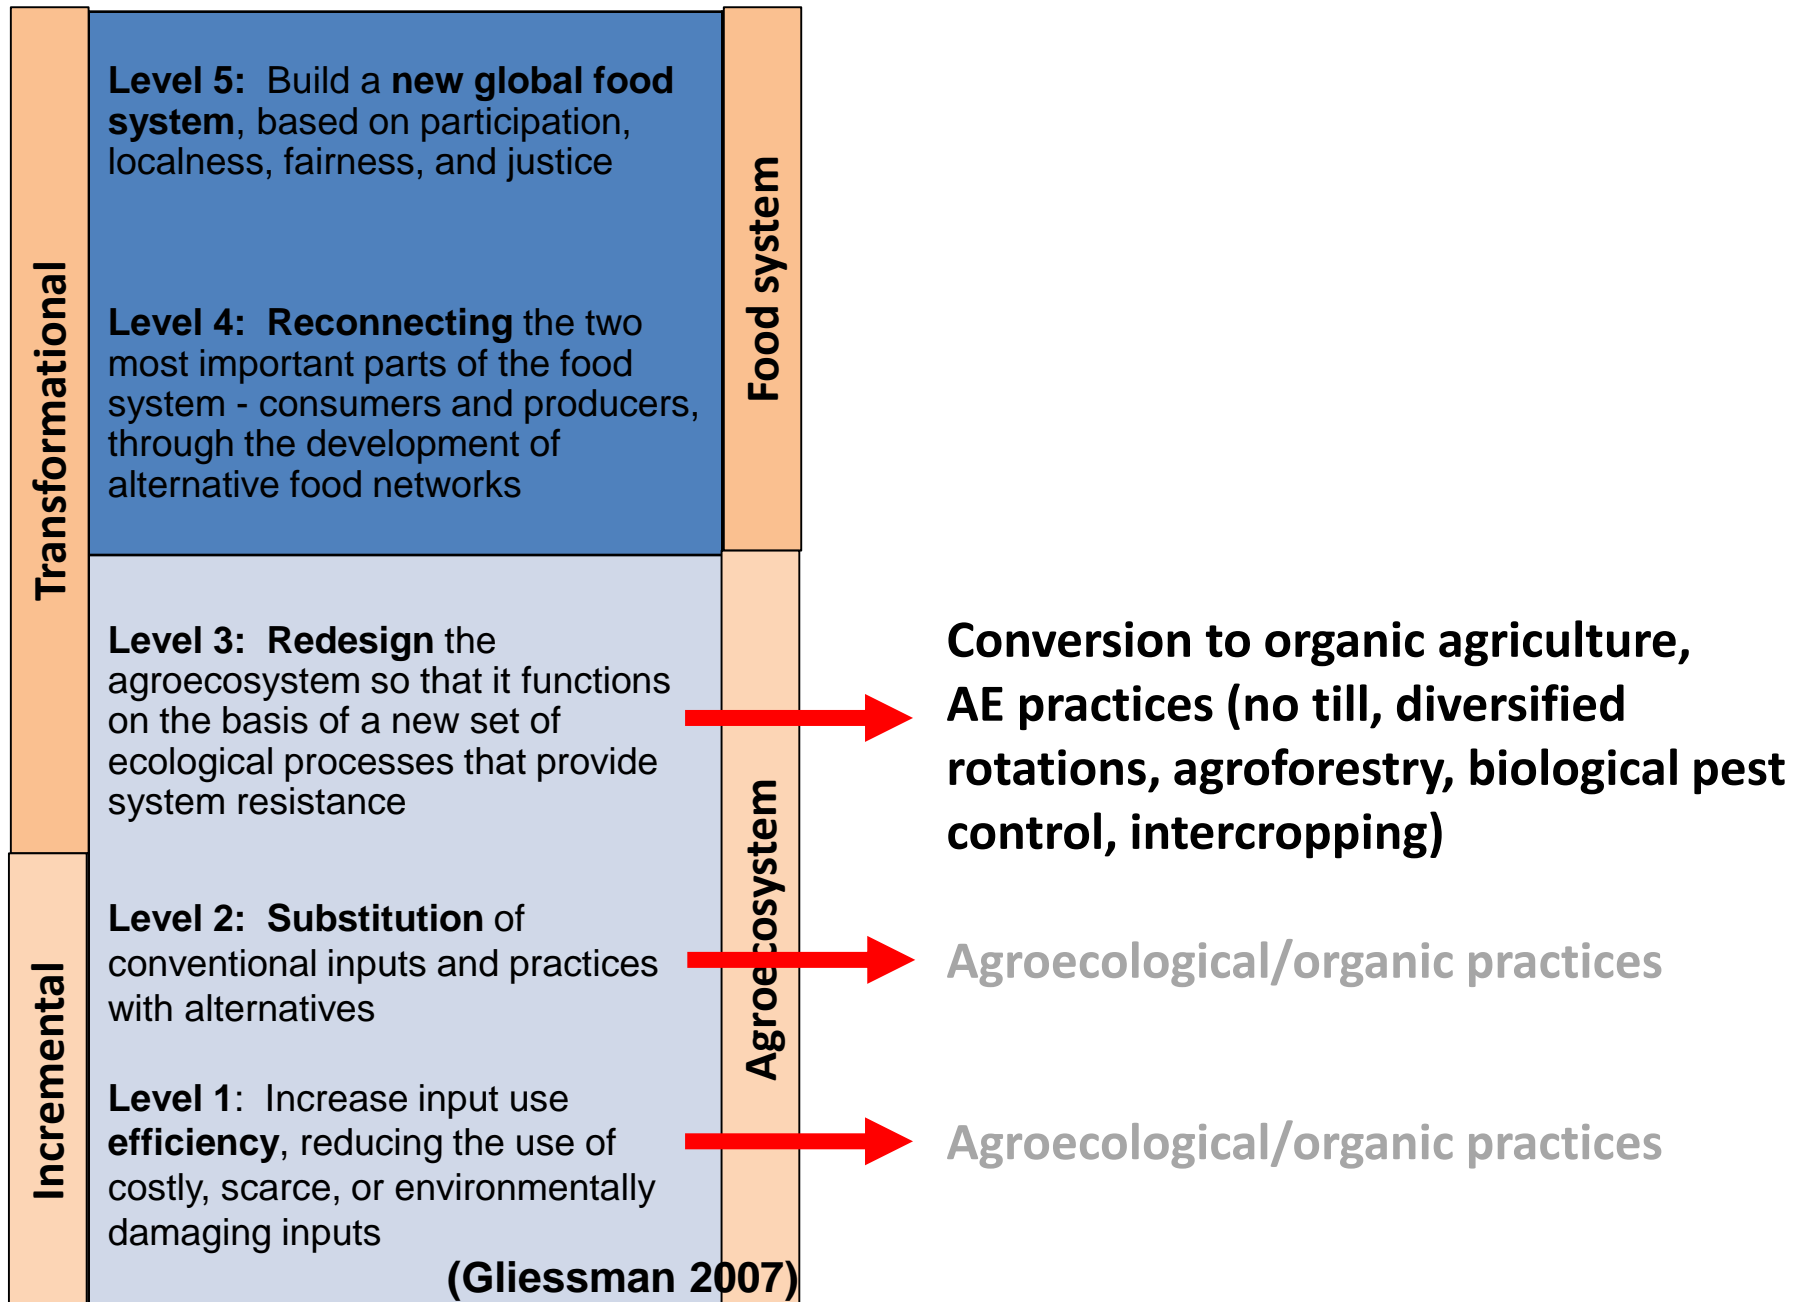 Transformational
Incremental
Level 5:  Build a new global food
system, based on participation,
localness, fairness, and justice
Level 4:  Reconnecting the two
most important parts of the food
system - consumers and producers,
through the development of
alternative food networks
Level 3:  Redesign the
agroecosystem so that it functions
on the basis of a new set of
ecological processes that provide
system resistance
Level 2:  Substitution of
conventional inputs and practices
with alternatives
Level 1:  Increase input use
efficiency, reducing the use of
costly, scarce, or environmentally
damaging inputs
(Gliessman 2007)
Food system
Agroecosystem
Conversion to organic agriculture,
AE practices (no till, diversified
rotations, agroforestry, biological pest
control, intercropping)
Agroecological/organic practices
Agroecological/organic practices